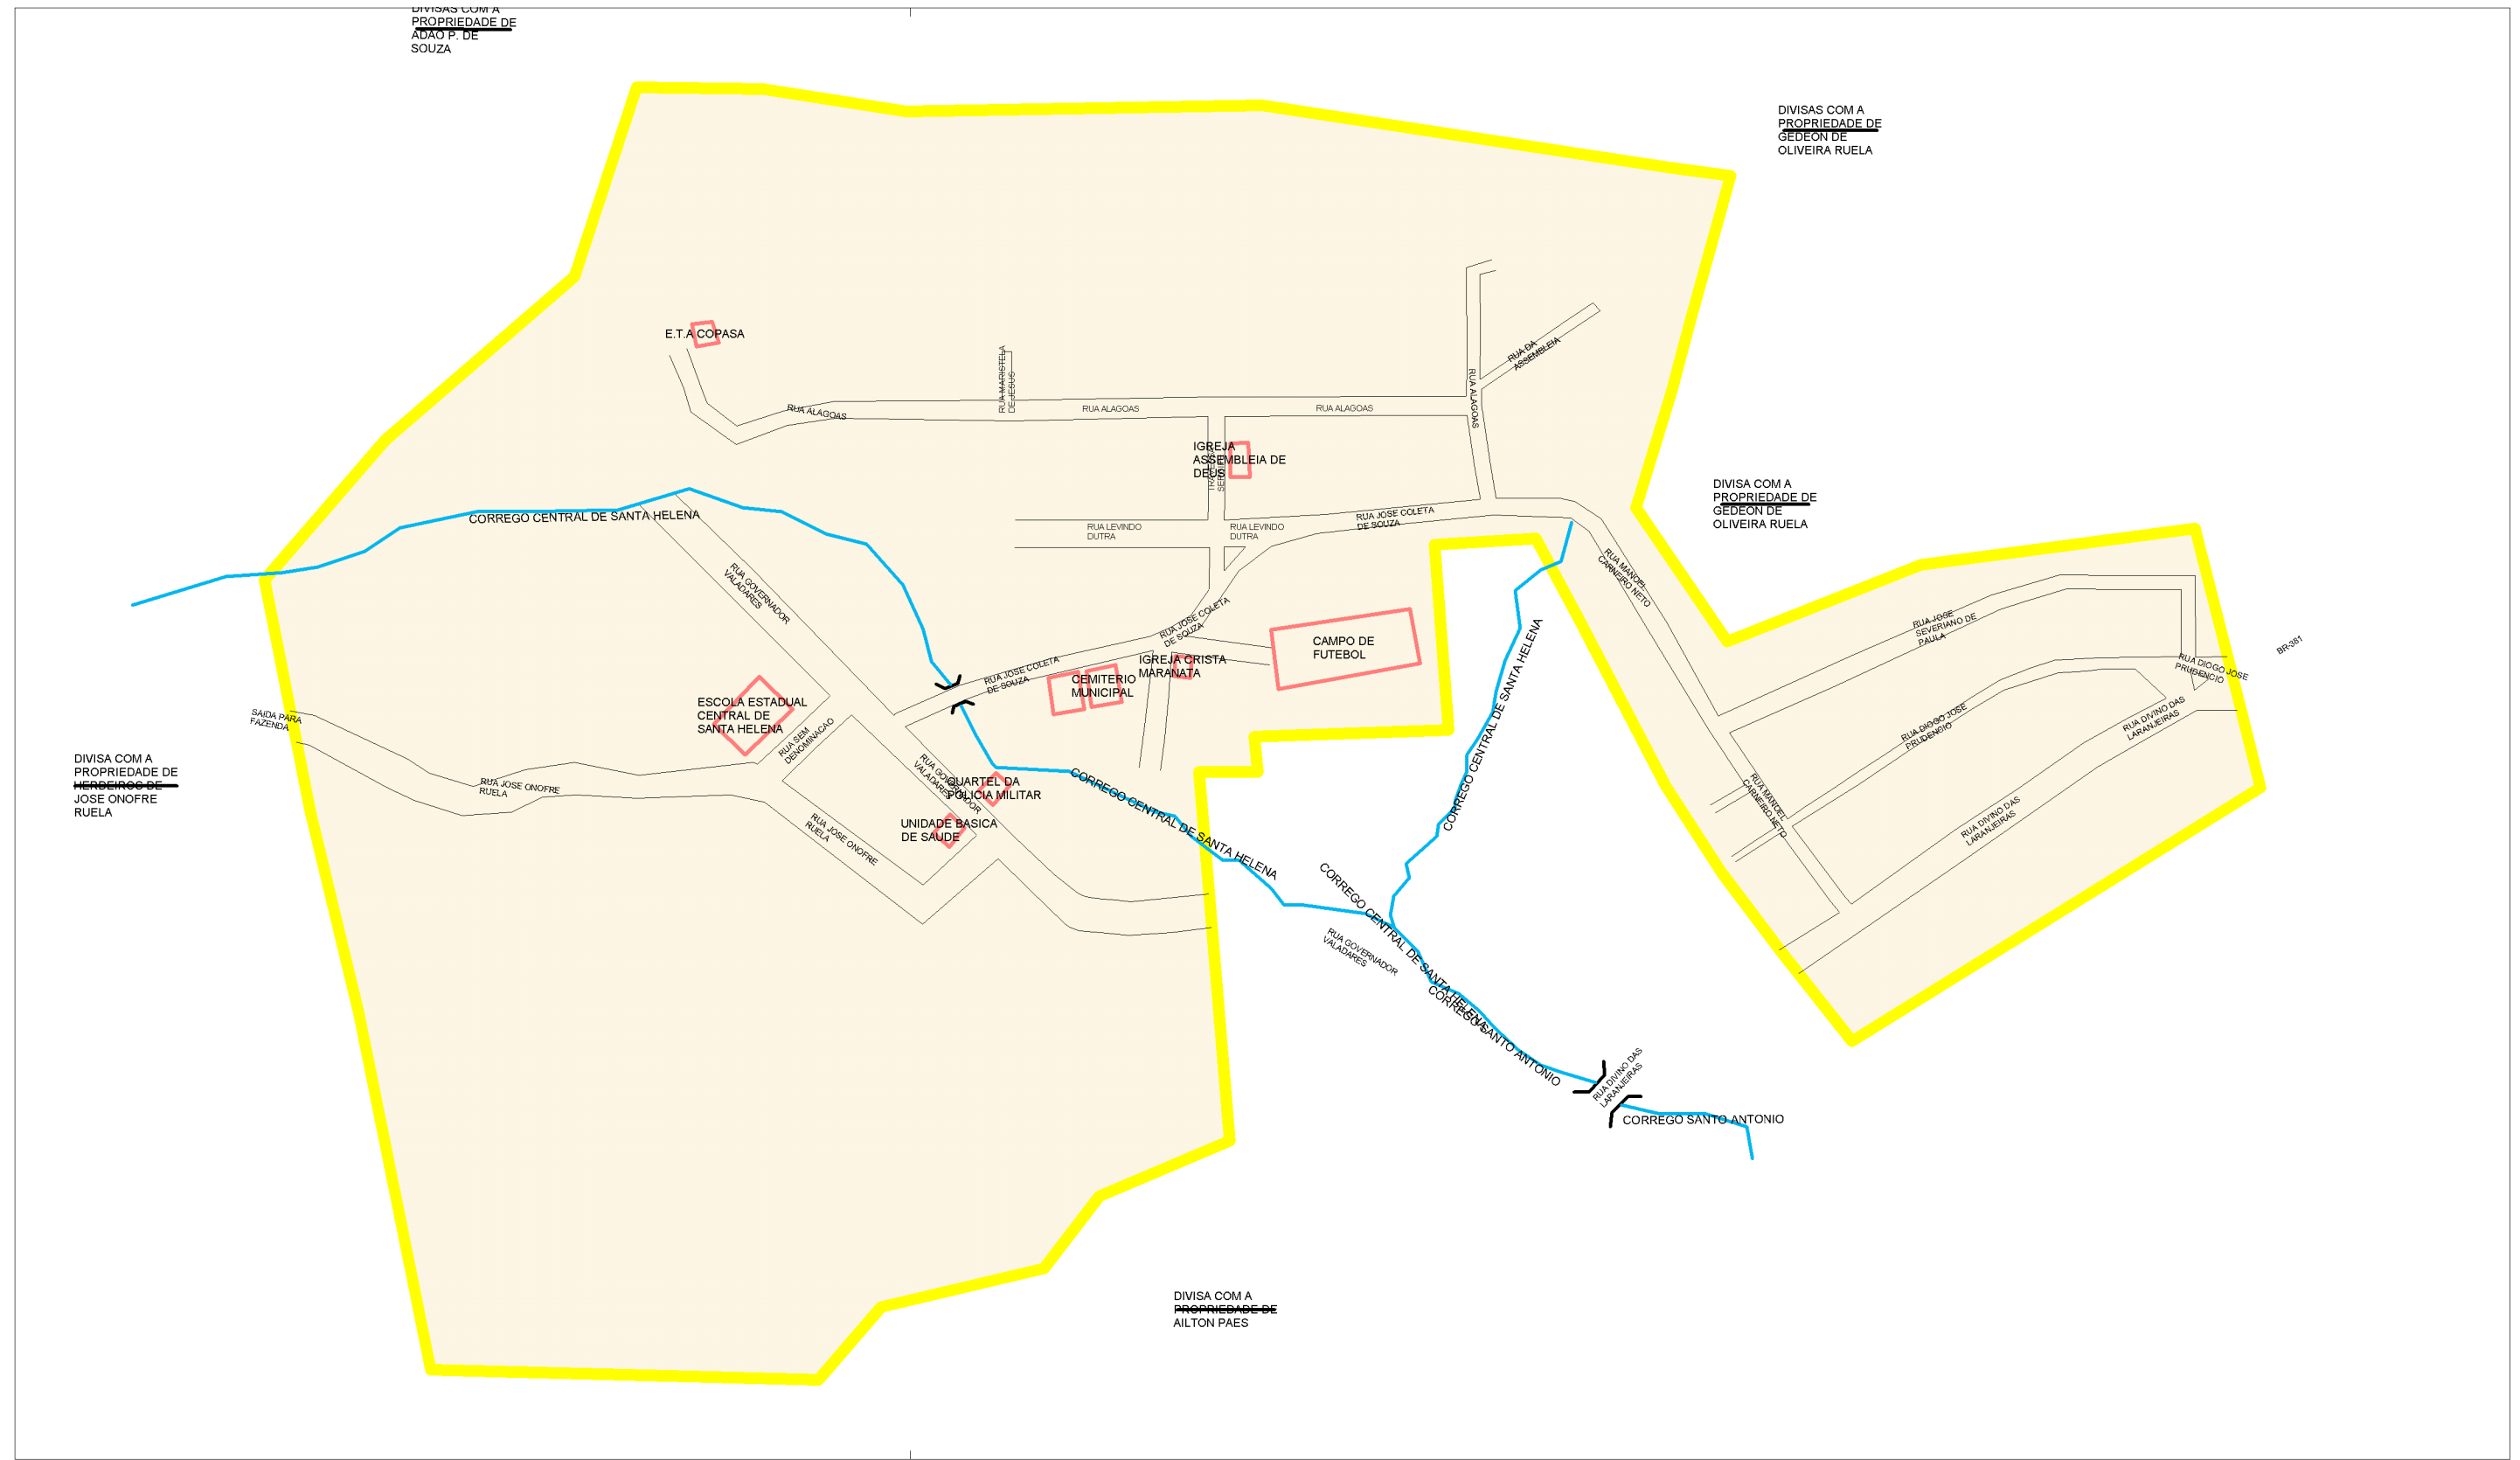 DIVISAS COM A
PROPRIEDADE DE
ADAO P. DE
SOUZA
DIVISAS COM A
PROPRIEDADE DE
GEDEON DE
OLIVEIRA RUELA
E.T.A COPASA
RUA MARISTELA
DE JESUS
RUA DA
ASSEMBLEIA
RUA ALAGOAS
RUA ALAGOAS
RUA ALAGOAS
RUA ALAGOAS
IGREJA
ASSEMBLEIA DE
DEUS
DIVISA COM A
PROPRIEDADE DE
GEDEON DE
OLIVEIRA RUELA
CORREGO CENTRAL DE SANTA HELENA
RUA LEVINDO
DUTRA
RUA LEVINDO
DUTRA
RUA JOSE COLETA
DE SOUZA
RUA MANOEL
CARNEIRO NETO
RUA GOVERNADOR
VALADARES
RUA JOSE COLETA
DE SOUZA
CAMPO DE
FUTEBOL
CORREGO CENTRAL DE SANTA HELENA
RUA JOSE
SEVERIANO DE
PAULA
BR-381
RUA DIOGO JOSE
PRUDENCIO
IGREJA CRISTA
MARANATA
RUA JOSE COLETA
DE SOUZA
CEMITERIO
MUNICIPAL
ESCOLA ESTADUAL
CENTRAL DE
SANTA HELENA
SAIDA PARA
FAZENDA
RUA SEM
DENOMINACAO
RUA DIOGO JOSE
PRUDENCIO
RUA DIVINO DAS
LARANJEIRAS
DIVISA COM A
PROPRIEDADE DE
HERDEIROS DE
JOSE ONOFRE
RUELA
RUA JOSE ONOFRE
RUELA
RUA GOVERNADOR
VALADARES
QUARTEL DA
POLICIA MILITAR
CORREGO CENTRAL DE SANTA HELENA
RUA MANOEL
CARNEIRO NETO
RUA JOSE ONOFRE
RUELA
UNIDADE BASICA
DE SAUDE
RUA DIVINO DAS
LARANJEIRAS
CORREGO CENTRAL DE SANTA HELENA
RUA GOVERNADOR
VALADARES
CORREGO SANTO ANTONIO
RUA DIVINO DAS
LARANJEIRAS
CORREGO SANTO ANTONIO
DIVISA COM A
PROPRIEDADE DE
AILTON PAES